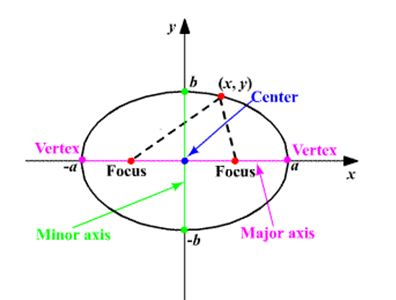 y
b
(x, y)
Center
Vertex
Vertex
-a
Focus
Focus
a
x
Minor axis
-b
Major axis